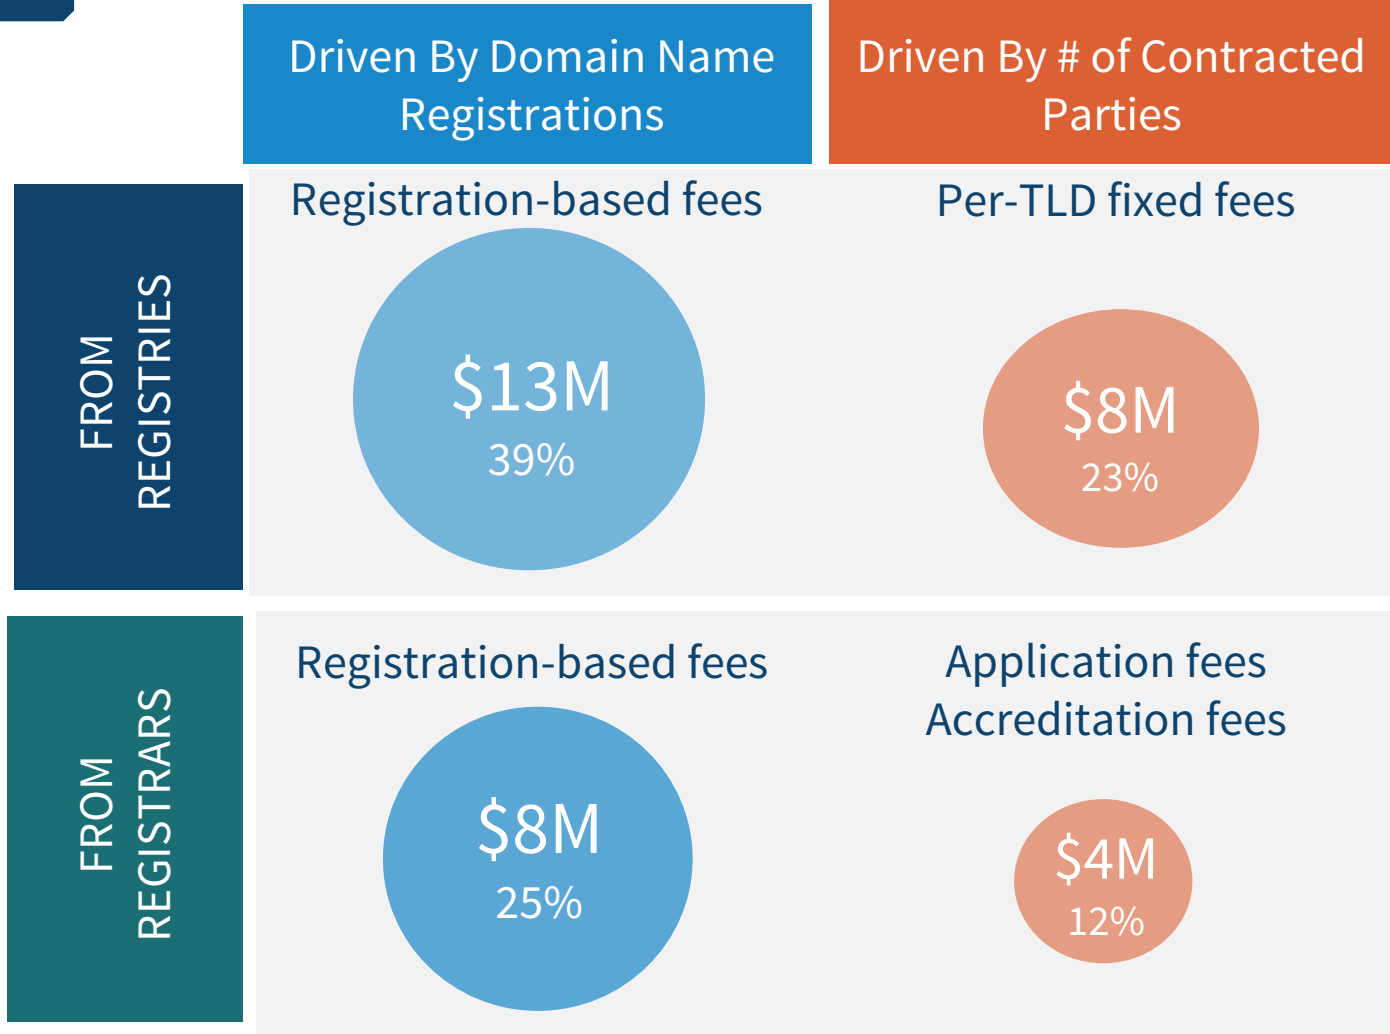 Driven By Domain Name
Registrations
Driven By # of Contracted
Parties
FROM
REGISTRIES
Registration-based fees
$13M
39%
Per-TLD fixed fees
$8M
23%
FROM
REGISTRARS
Registration-based fees
$8M
25%
Application fees
Accreditation fees
$4M
12%